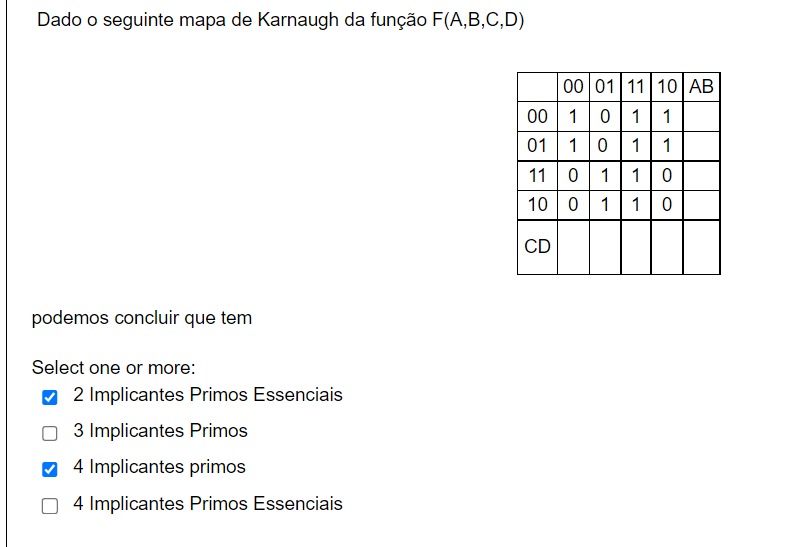 Dado o seguinte mapa de Karnaugh da função F(A,B,C,D)
00 01 11 10 AB
00 1 0 1 1
01 1 0 1 1
11 0 1 1 0
10 0 1 1 0
CD
podemos concluir que tem
Select one or more:
2 Implicantes Primos Essenciais
3 Implicantes Primos
4 Implicantes primos
4 Implicantes Primos Essenciais